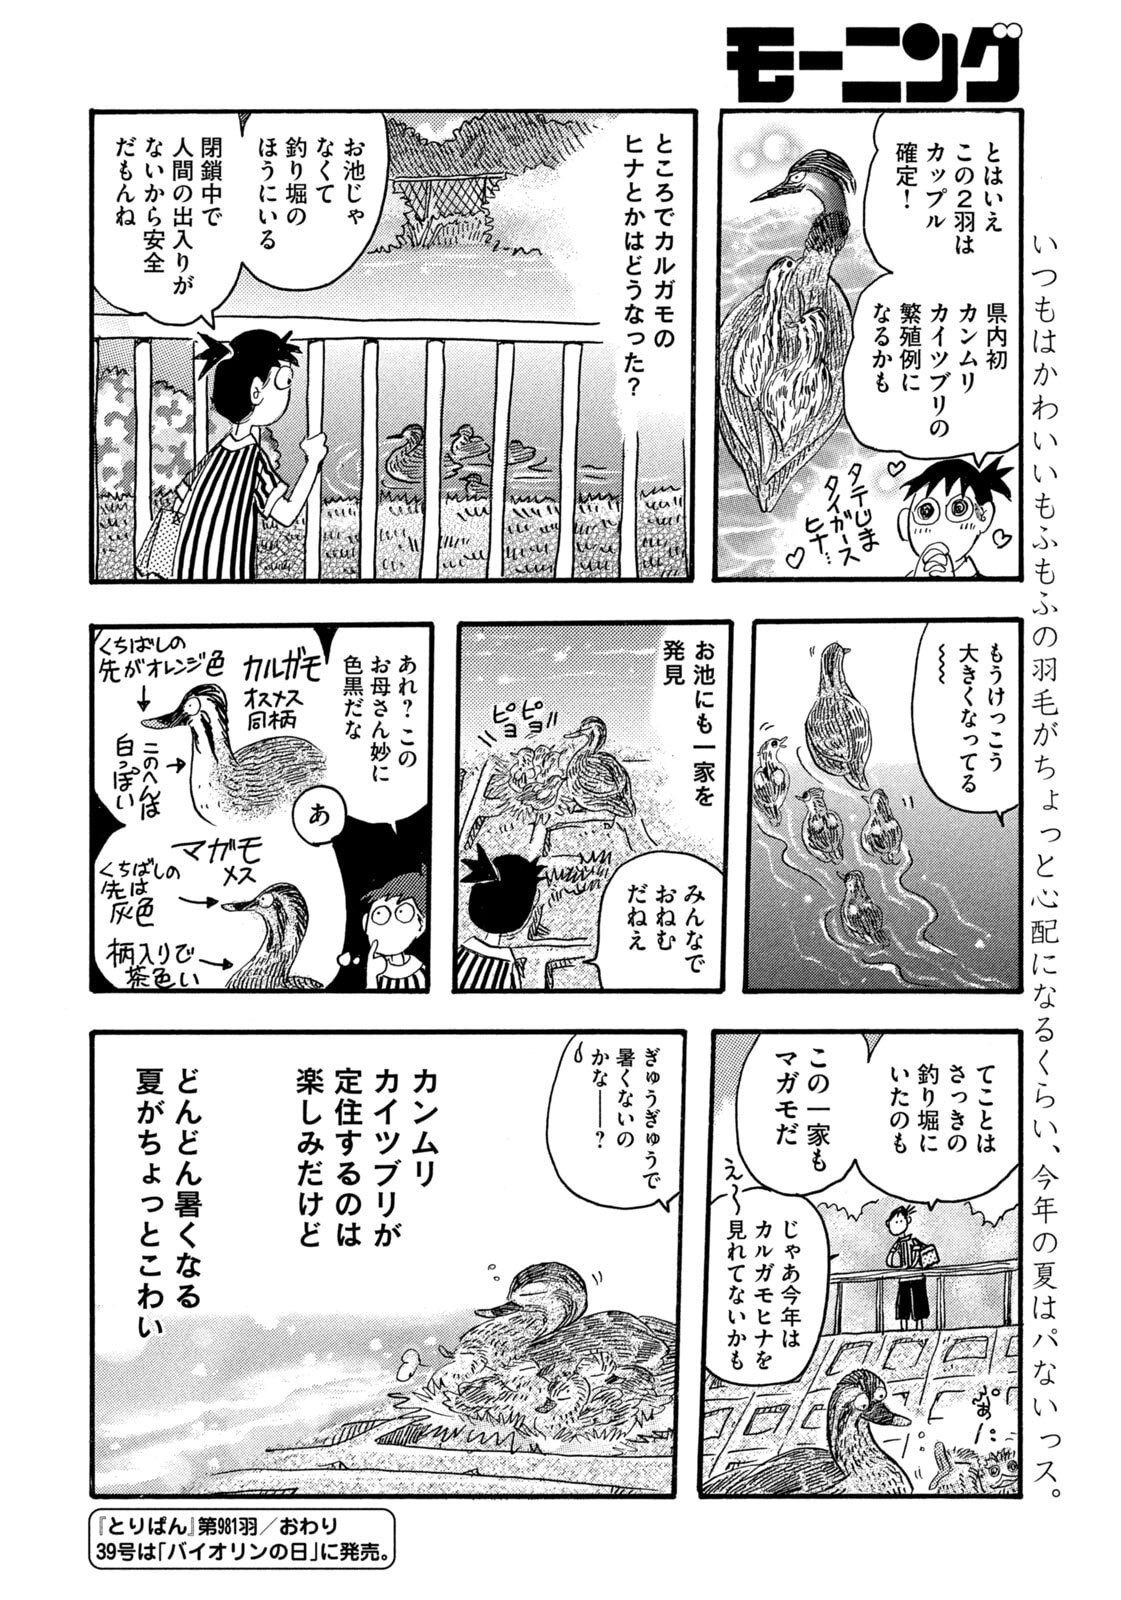 モーニング
とはいえ
この2羽は
カップル
確定!
県内初
カンムリ
カイツブリの
繁殖例に
なるかも
タテじま
タイガース
ヒナ…
ところでカルガモの
ヒナとかはどうなった?
お池じゃ
なくて
釣り堀の
ほうにいる
閉鎖中で
人間の出入りが
ないから安全
だもんね
もうけっこう
大きくなってる
〜〜
お池にも一家を
発見
ピヨピヨ
みんなで
おねむ
だねえ
あれ?この
お母さん妙に
色黒だな
カルガモ
オスメス
同柄
くちばしの
先がオレンジ色
このへんは
白っぽい
あ
マガモ
メス
くちばしの
先は
灰色
柄入りで
茶色い
てことは
さっきの
釣り堀に
いたのも
この一家も
マガモだ
え〜
じゃあ今年は
カルガモヒナを
見れてないかも
ぴぁー…
ぎゅうぎゅうで
暑くないの
かな――?
カンムリ
カイツブリが
定住するのは
楽しみだけど
どんどん暑くなる
夏がちょっとこわい
いつもはかわいいもふもふの羽毛がちょっと心配になるくらい、今年の夏はパないっス。
『とりぱん』第981羽/おわり
39号は「バイオリンの日」に発売。